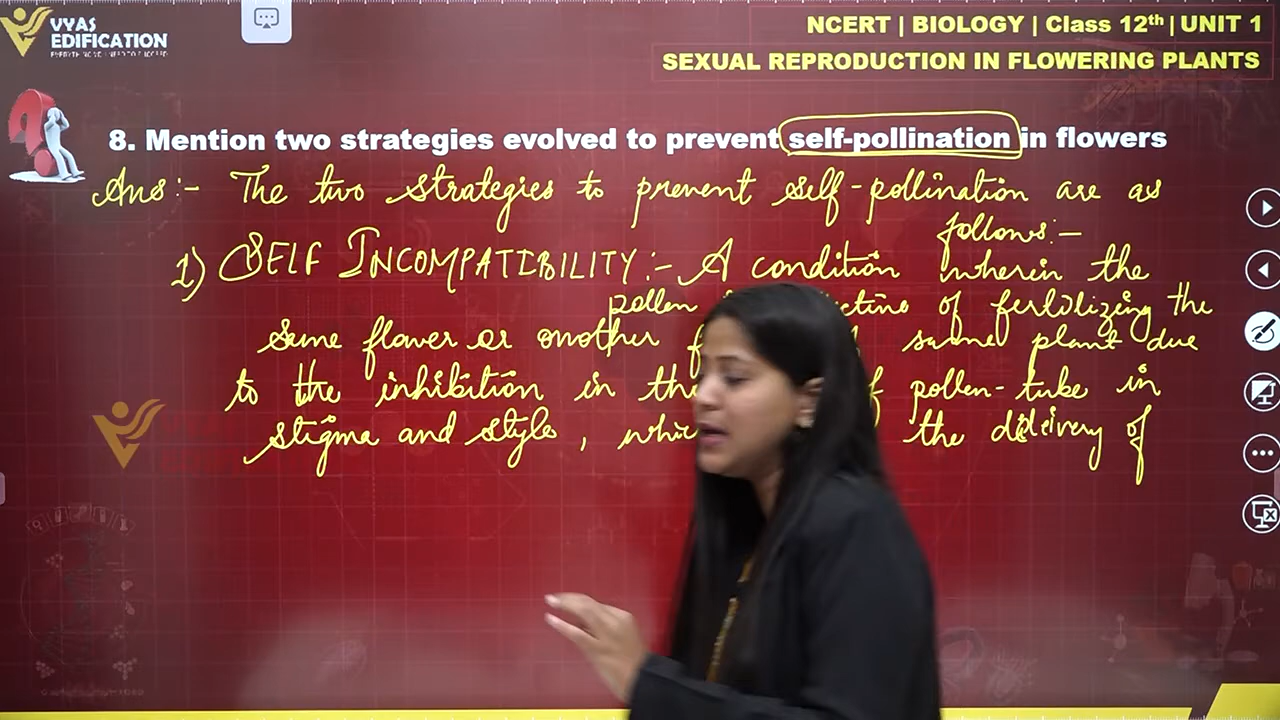 VYAS
EDIFICATION
NCERT | BIOLOGY | Class 12th | UNIT 1
SEXUAL REPRODUCTION IN FLOWERING PLANTS
8. Mention two strategies evolved to prevent self-pollination in flowers
Ans :- The two strategies to prevent self-pollination are as
follows:-
1) SELF INCOMPATIBILITY :- A condition wherein the
pollen of fertilizing the
same flower or another same plant due
to the inhibition in the of pollen-tube in
stigma and style, the delivery of